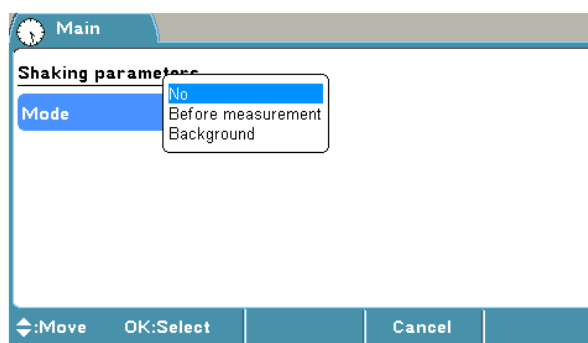 Main
Shaking parameters
No
Mode
Before measurement
Background
:Move OK:Select Cancel